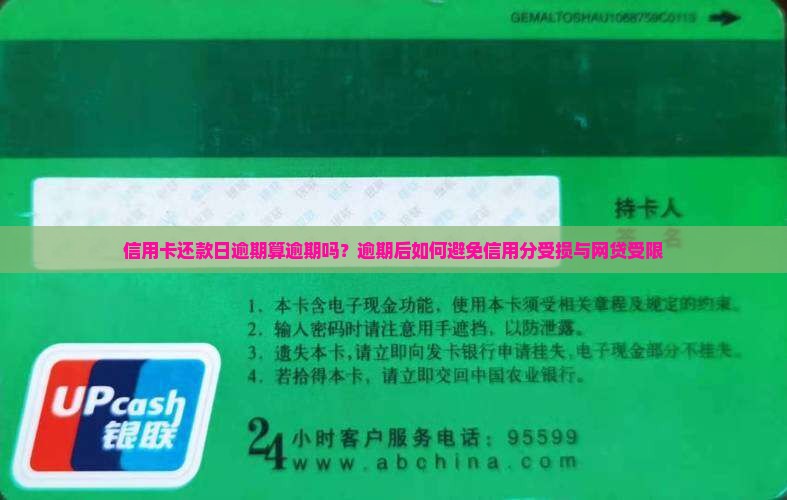 GEMALTOSHAU1068759C0119
持卡人
签 名
信用卡还款日逾期算逾期吗？逾期后如何避免信用分受损与网贷受限
1．本卡含电子现金功能，使用本卡须受相关章程及规定的约束。
2．输入密码时请注意用手遮挡，以防泄露。
3．遗失本卡,请立即向发卡银行申请挂失,电子现金部分不挂失。
4．若拾得本卡，请立即交回中国农业银行。
UPcash
银联
24小时客户服务电话：95599
www.abchina.com